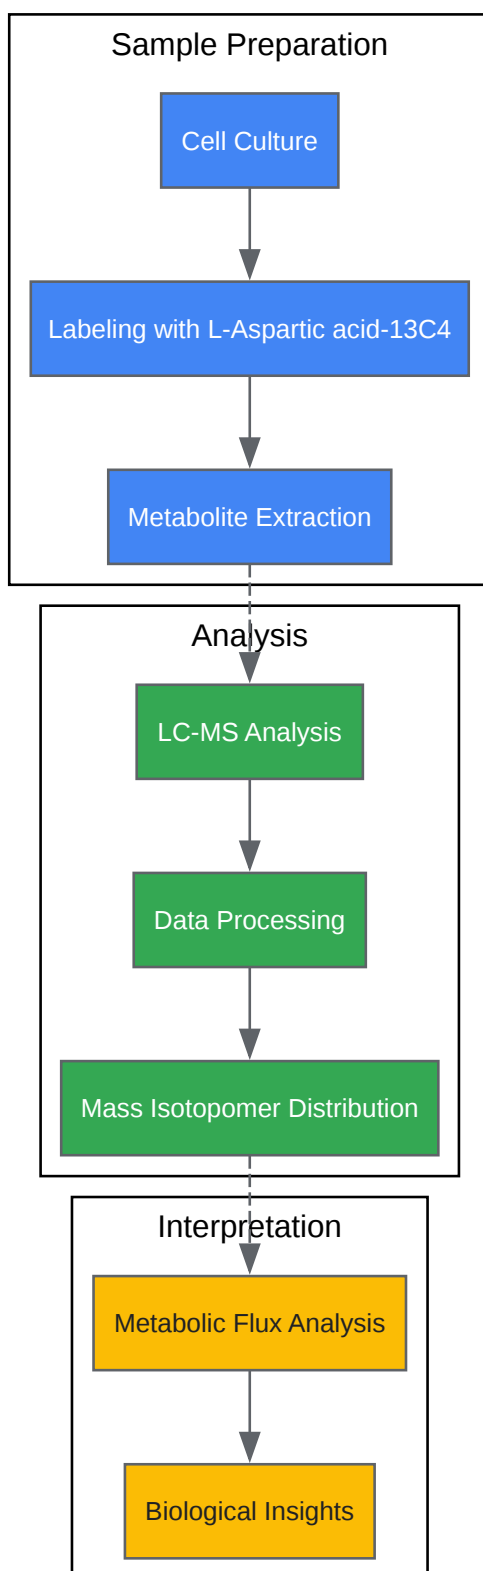 Sample Preparation
Cell Culture
Labeling with L-Aspartic acid-13C4
Metabolite Extraction
Analysis
LC-MS Analysis
Data Processing
Mass Isotopomer Distribution
Interpretation
Metabolic Flux Analysis
Biological Insights